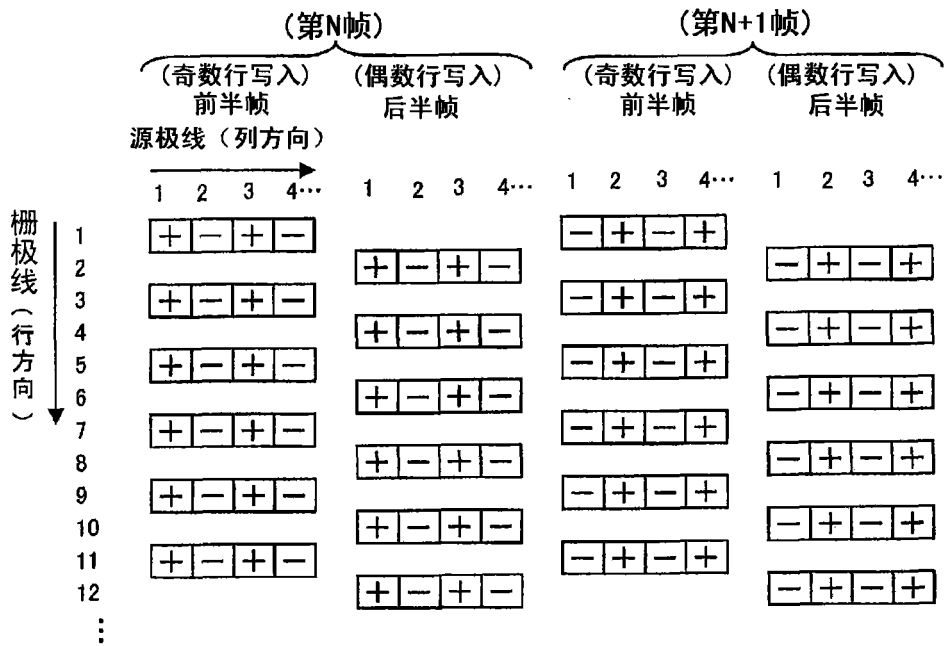 (第N帧) (第N+1帧)
(奇数行写入) (偶数行写入) (奇数行写入) (偶数行写入)
前半帧 后半帧 前半帧 后半帧
源极线(列方向)
1 2 3 4… 1 2 3 4… 1 2 3 4… 1 2 3 4…
栅极线(行方向)
1 + − + − − + − +
2 + − + − − + − +
3 + − + − − + − +
4 + − + − − + − +
5 + − + − − + − +
6 + − + − − + − +
7 + − + − − + − +
8 + − + − − + − +
9 + − + − − + − +
10 + − + − − + − +
11 + − + − − + − +
12 + − + − − + − +
⋮